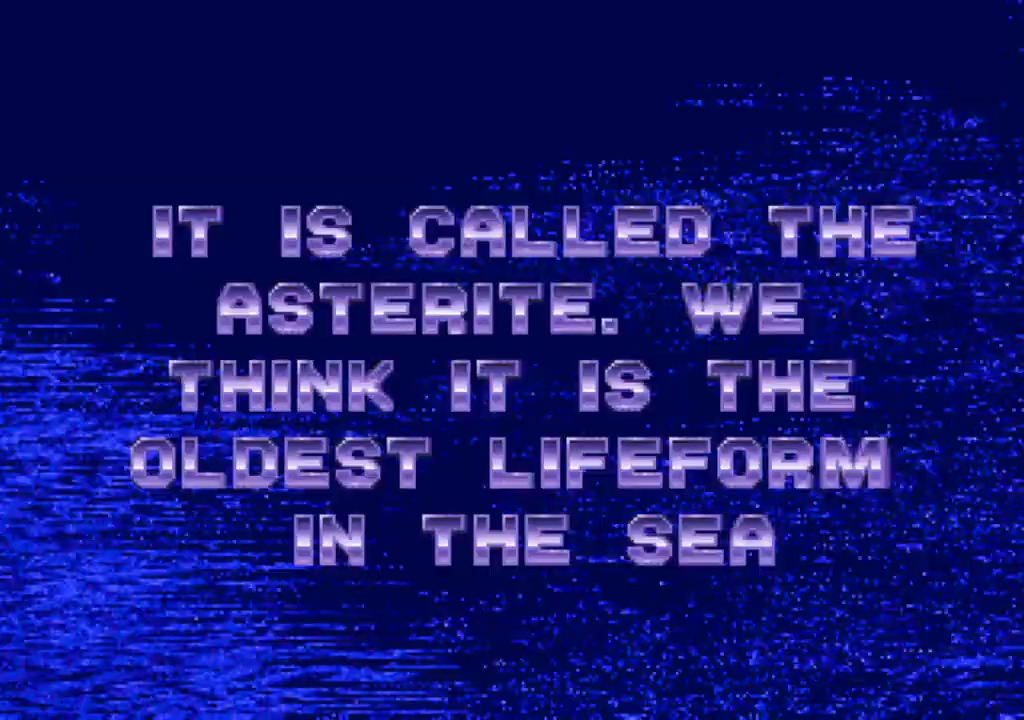 IT IS CALLED THE
ASTERITE. WE
THINK IT IS THE
OLDEST LIFEFORM
IN THE SEA